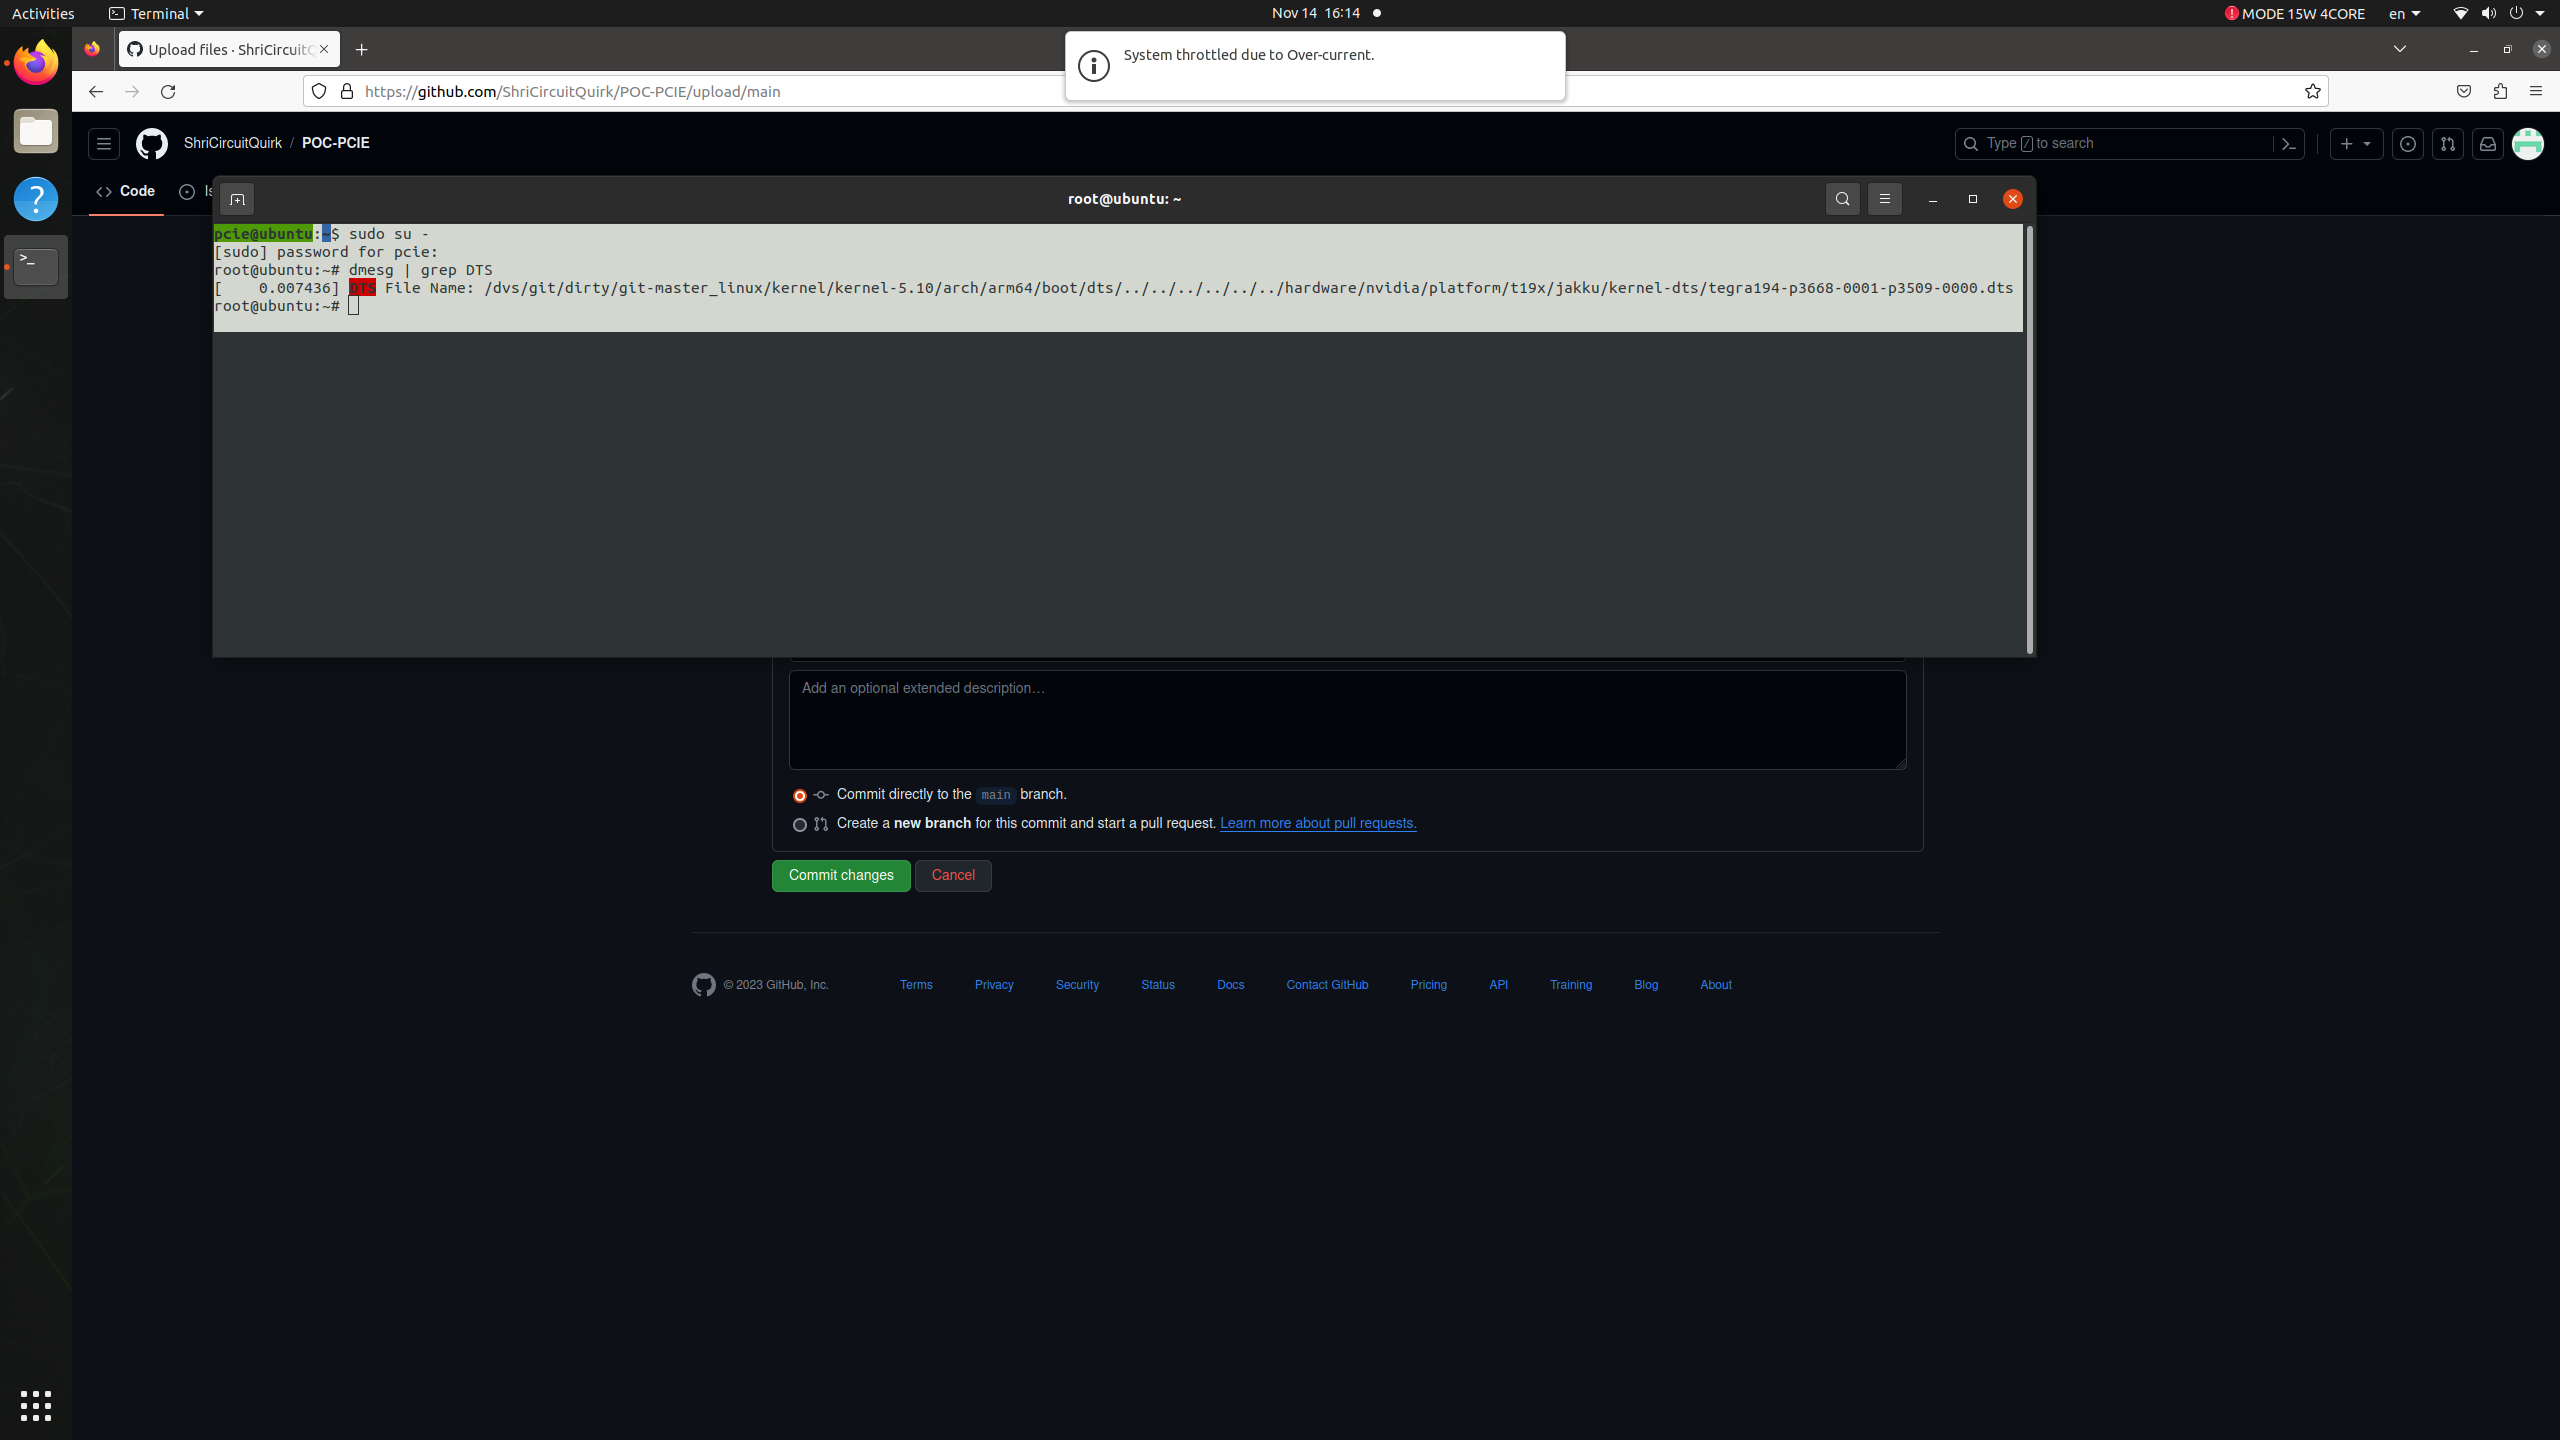 Activities
Terminal
Nov 14 16:14
MODE 15W 4CORE
en
Upload files · ShriCircuitQ
System throttled due to Over-current.
https://github.com/ShriCircuitQuirk/POC-PCIE/upload/main
ShriCircuitQuirk / POC-PCIE
Type / to search
Code
Is
root@ubuntu: ~
pcie@ubuntu:~$ sudo su -
[sudo] password for pcie:
root@ubuntu:~# dmesg | grep DTS
[    0.007436] DTS File Name: /dvs/git/dirty/git-master_linux/kernel/kernel-5.10/arch/arm64/boot/dts/../../../../../../hardware/nvidia/platform/t19x/jakku/kernel-dts/tegra194-p3668-0001-p3509-0000.dts
root@ubuntu:~#
Add an optional extended description…
Commit directly to the main branch.
Create a new branch for this commit and start a pull request. Learn more about pull requests.
Commit changes
Cancel
© 2023 GitHub, Inc.
Terms
Privacy
Security
Status
Docs
Contact GitHub
Pricing
API
Training
Blog
About